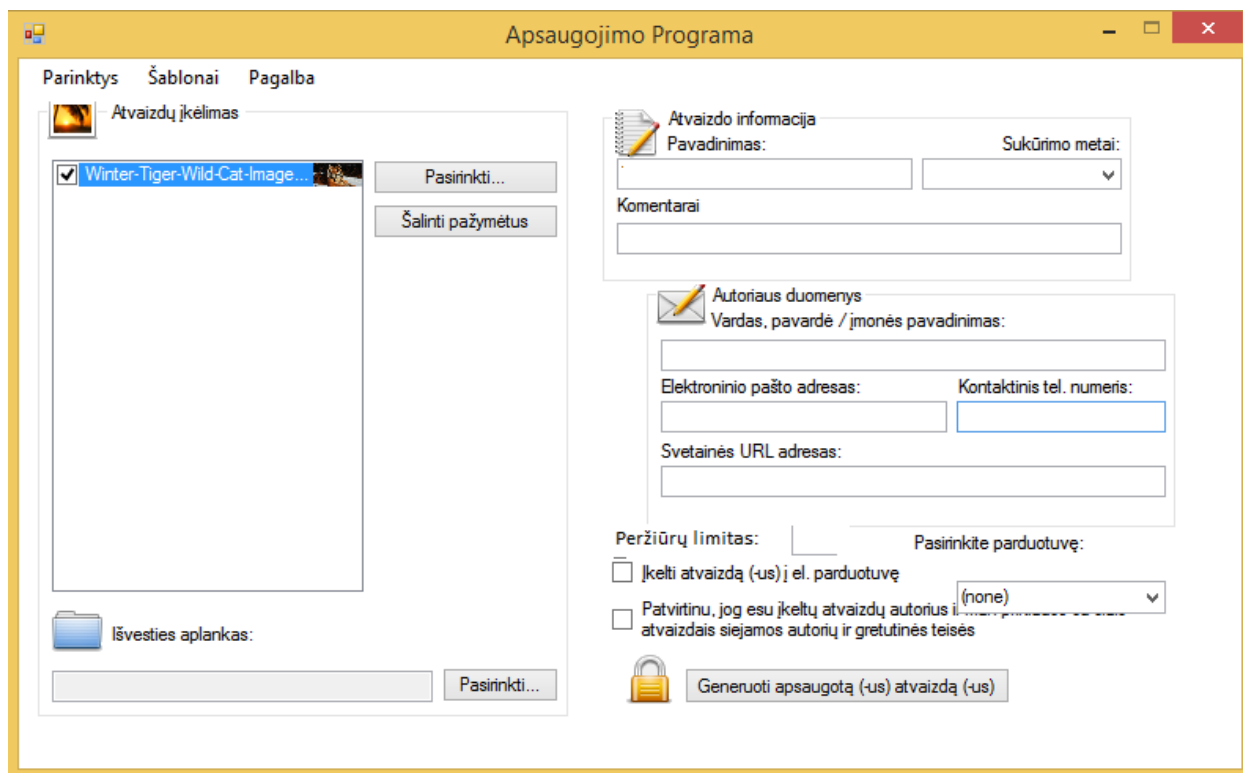 Apsaugojimo Programa
Parinktys Šablonai Pagalba
Atvaizdų įkėlimas
Winter-Tiger-Wild-Cat-Image...
Pasirinkti...
Šalinti pažymėtus
Išvesties aplankas:
Pasirinkti...
Atvaizdo informacija
Pavadinimas: Sukūrimo metai:
Komentarai
Autoriaus duomenys
Vardas, pavardė / įmonės pavadinimas:
Elektroninio pašto adresas: Kontaktinis tel. numeris:
Svetainės URL adresas:
Peržiūrų limitas: Pasirinkite parduotuvę:
Įkelti atvaizdą (-us) į el. parduotuvę
(none)
Patvirtinu, jog esu įkeltų atvaizdų autorius
atvaizdais siejamos autorių ir gretutinės teisės
Generuoti apsaugotą (-us) atvaizdą (-us)